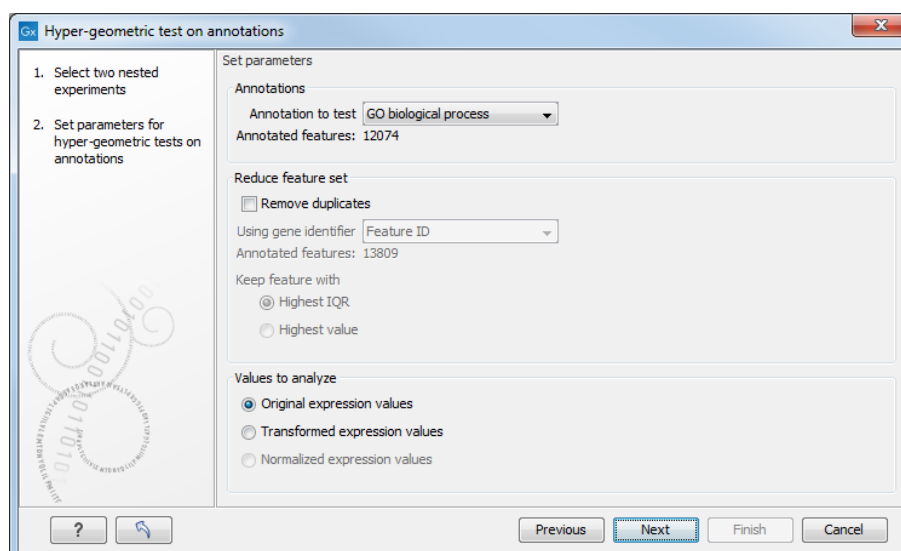 Gx Hyper-geometric test on annotations
1. Select two nested
experiments
2. Set parameters for
hyper-geometric tests on
annotations
Set parameters
Annotations
Annotation to test GO biological process
Annotated features: 12074
Reduce feature set
Remove duplicates
Using gene identifier Feature ID
Annotated features: 13809
Keep feature with
Highest IQR
Highest value
Values to analyze
Original expression values
Transformed expression values
Normalized expression values
? Previous Next Finish Cancel